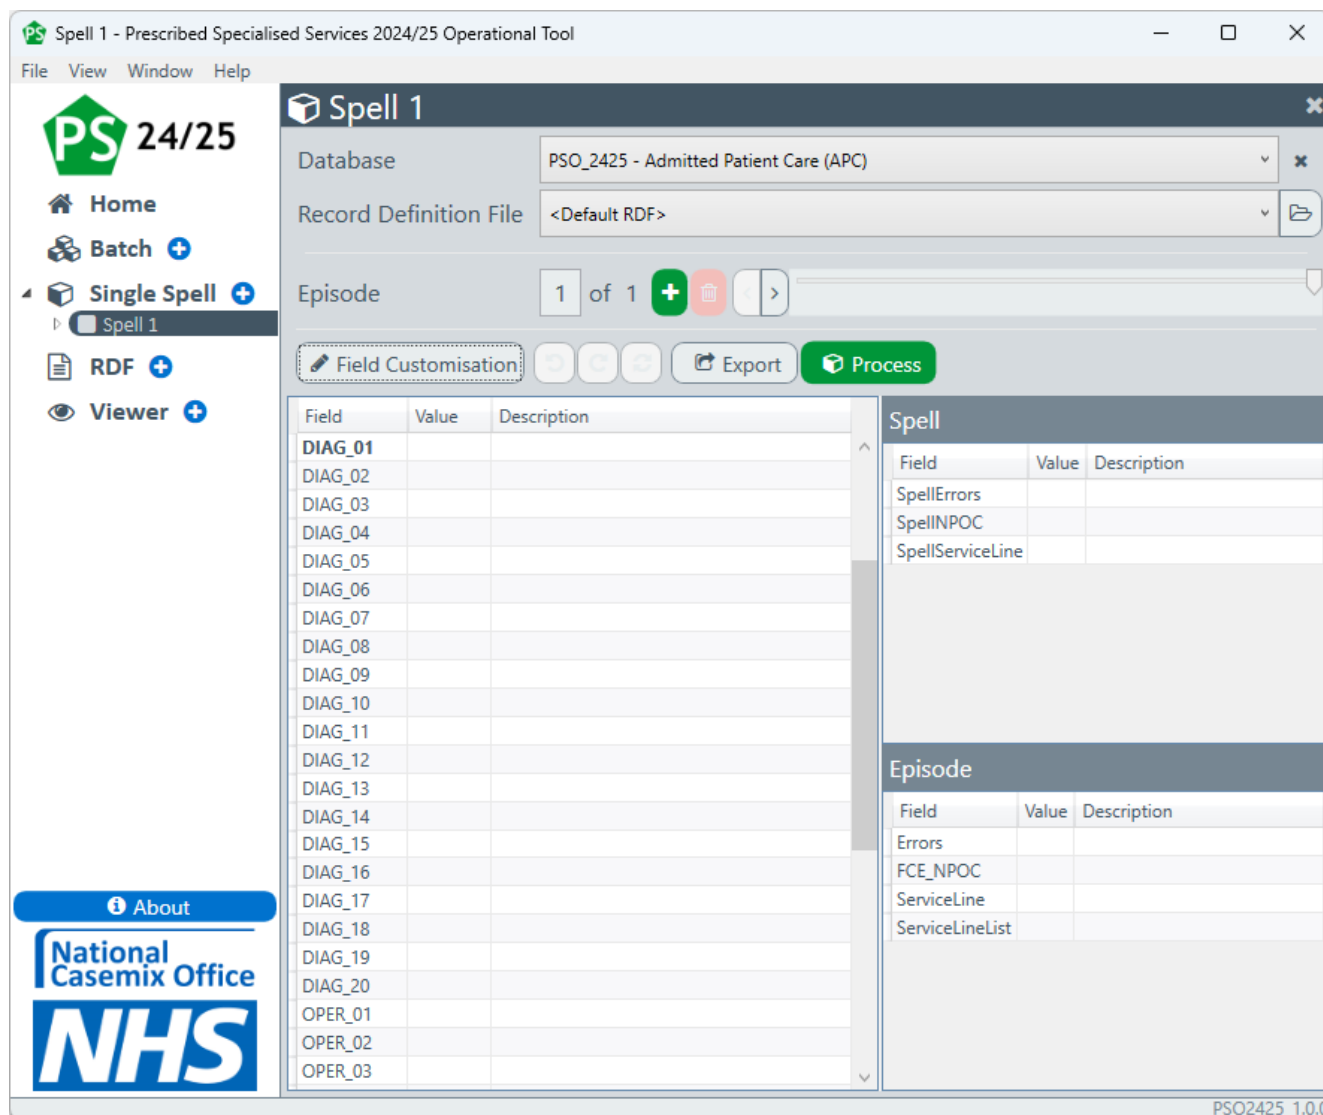 Spell 1 - Prescribed Specialised Services 2024/25 Operational Tool
File View Window Help
PS 24/25
Home
Batch
Single Spell
Spell 1
RDF
Viewer
About
National
Casemix Office
NHS
Spell 1
Database PSO_2425 - Admitted Patient Care (APC)
Record Definition File <Default RDF>
Episode 1 of 1
Field Customisation Export Process
Field Value Description
DIAG_01
DIAG_02
DIAG_03
DIAG_04
DIAG_05
DIAG_06
DIAG_07
DIAG_08
DIAG_09
DIAG_10
DIAG_11
DIAG_12
DIAG_13
DIAG_14
DIAG_15
DIAG_16
DIAG_17
DIAG_18
DIAG_19
DIAG_20
OPER_01
OPER_02
OPER_03
Spell
Field Value Description
SpellErrors
SpellNPOC
SpellServiceLine
Episode
Field Value Description
Errors
FCE_NPOC
ServiceLine
ServiceLineList
PSO2425 1.0.0